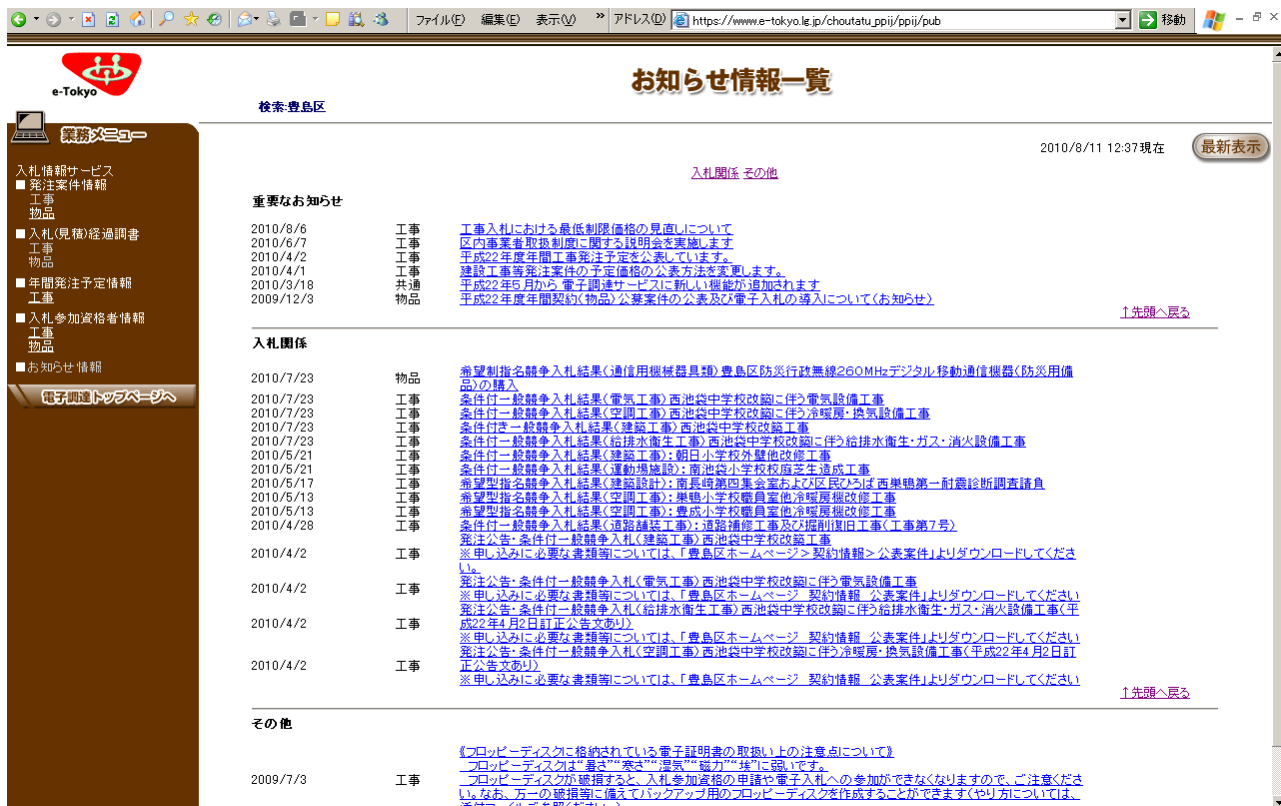 ファイル(F) 編集(E) 表示(V) » アドレス(D) https://www.e-tokyo.lg.jp/choutatu_ppij/ppij/pub 移動
e-Tokyo
お知らせ情報一覧
検索:豊島区
業務メニュー
2010/8/11 12:37現在 最新表示
入札情報サービス
■発注案件情報
工事
物品
■入札(見積)経過調書
工事
物品
■年間発注予定情報
工事
■入札参加資格者情報
工事
物品
■お知らせ情報
電子調達トップページへ
入札関係 その他
重要なお知らせ
2010/8/6 工事 工事入札における最低制限価格の見直しについて
2010/6/7 工事 区内事業者取扱制度に関する説明会を実施します
2010/4/2 工事 平成22年度年間工事発注予定を公表しています。
2010/4/1 工事 建設工事等発注案件の予定価格の公表方法を変更します。
2010/3/18 共通 平成22年5月から 電子調達サービスに新しい機能が追加されます
2009/12/3 物品 平成22年度年間契約(物品)公募案件の公表及び電子入札の導入について(お知らせ)
↑先頭へ戻る
入札関係
2010/7/23 物品 希望制指名競争入札結果(通信用機械器具類)豊島区防災行政無線260MHzデジタル移動通信機器(防災用備
品)の購入
2010/7/23 工事 条件付一般競争入札結果(電気工事)西池袋中学校改築に伴う電気設備工事
2010/7/23 工事 条件付一般競争入札結果(空調工事)西池袋中学校改築に伴う冷暖房・換気設備工事
2010/7/23 工事 条件付き一般競争入札結果(建築工事)西池袋中学校改築工事
2010/7/23 工事 条件付一般競争入札結果(給排水衛生工事)西池袋中学校改築に伴う給排水衛生・ガス・消火設備工事
2010/5/21 工事 条件付一般競争入札結果(建築工事):朝日小学校外壁他改修工事
2010/5/21 工事 条件付一般競争入札結果(運動場施設):南池袋小学校校庭芝生造成工事
2010/5/17 工事 希望型指名競争入札結果(建築設計):南長崎第四集会室および区民ひろば西巣鴨第一耐震診断調査請負
2010/5/13 工事 希望型指名競争入札結果(空調工事):巣鴨小学校職員室他冷暖房機改修工事
2010/5/13 工事 希望型指名競争入札結果(空調工事):豊成小学校職員室他冷暖房機改修工事
2010/4/28 工事 条件付一般競争入札結果(道路舗装工事):道路補修工事及び掘削復旧工事(工事第7号)
発注公告・条件付一般競争入札(建築工事)西池袋中学校改築工事
2010/4/2 工事 ※申し込みに必要な書類等については、「豊島区ホームページ>契約情報>公表案件」よりダウンロードしてくださ
い。
発注公告・条件付一般競争入札(電気工事)西池袋中学校改築に伴う電気設備工事
2010/4/2 工事 ※申し込みに必要な書類等については、「豊島区ホームページ 契約情報 公表案件」よりダウンロードしてください
発注公告・条件付一般競争入札(給排水衛生工事)西池袋中学校改築に伴う給排水衛生・ガス・消火設備工事(平
2010/4/2 工事 成22年4月2日訂正公告文あり)
※申し込みに必要な書類等については、「豊島区ホームページ 契約情報 公表案件」よりダウンロードしてください
発注公告・条件付一般競争入札(空調工事)西池袋中学校改築に伴う冷暖房・換気設備工事(平成22年4月2日訂
2010/4/2 工事 正公告文あり)
※申し込みに必要な書類等については、「豊島区ホームページ 契約情報 公表案件」よりダウンロードしてください
↑先頭へ戻る
その他
《フロッピーディスクに格納されている電子証明書の取扱い上の注意点について》
フロッピーディスクは“暑さ”“寒さ”“湿気”“磁力”“埃”に弱いです。
2009/7/3 工事 フロッピーディスクが破損すると、入札参加資格の申請や電子入札への参加ができなくなりますので、ご注意くださ
い。なお、万一の破損等に備えてバックアップ用のフロッピーディスクを作成することができます(やり方については、